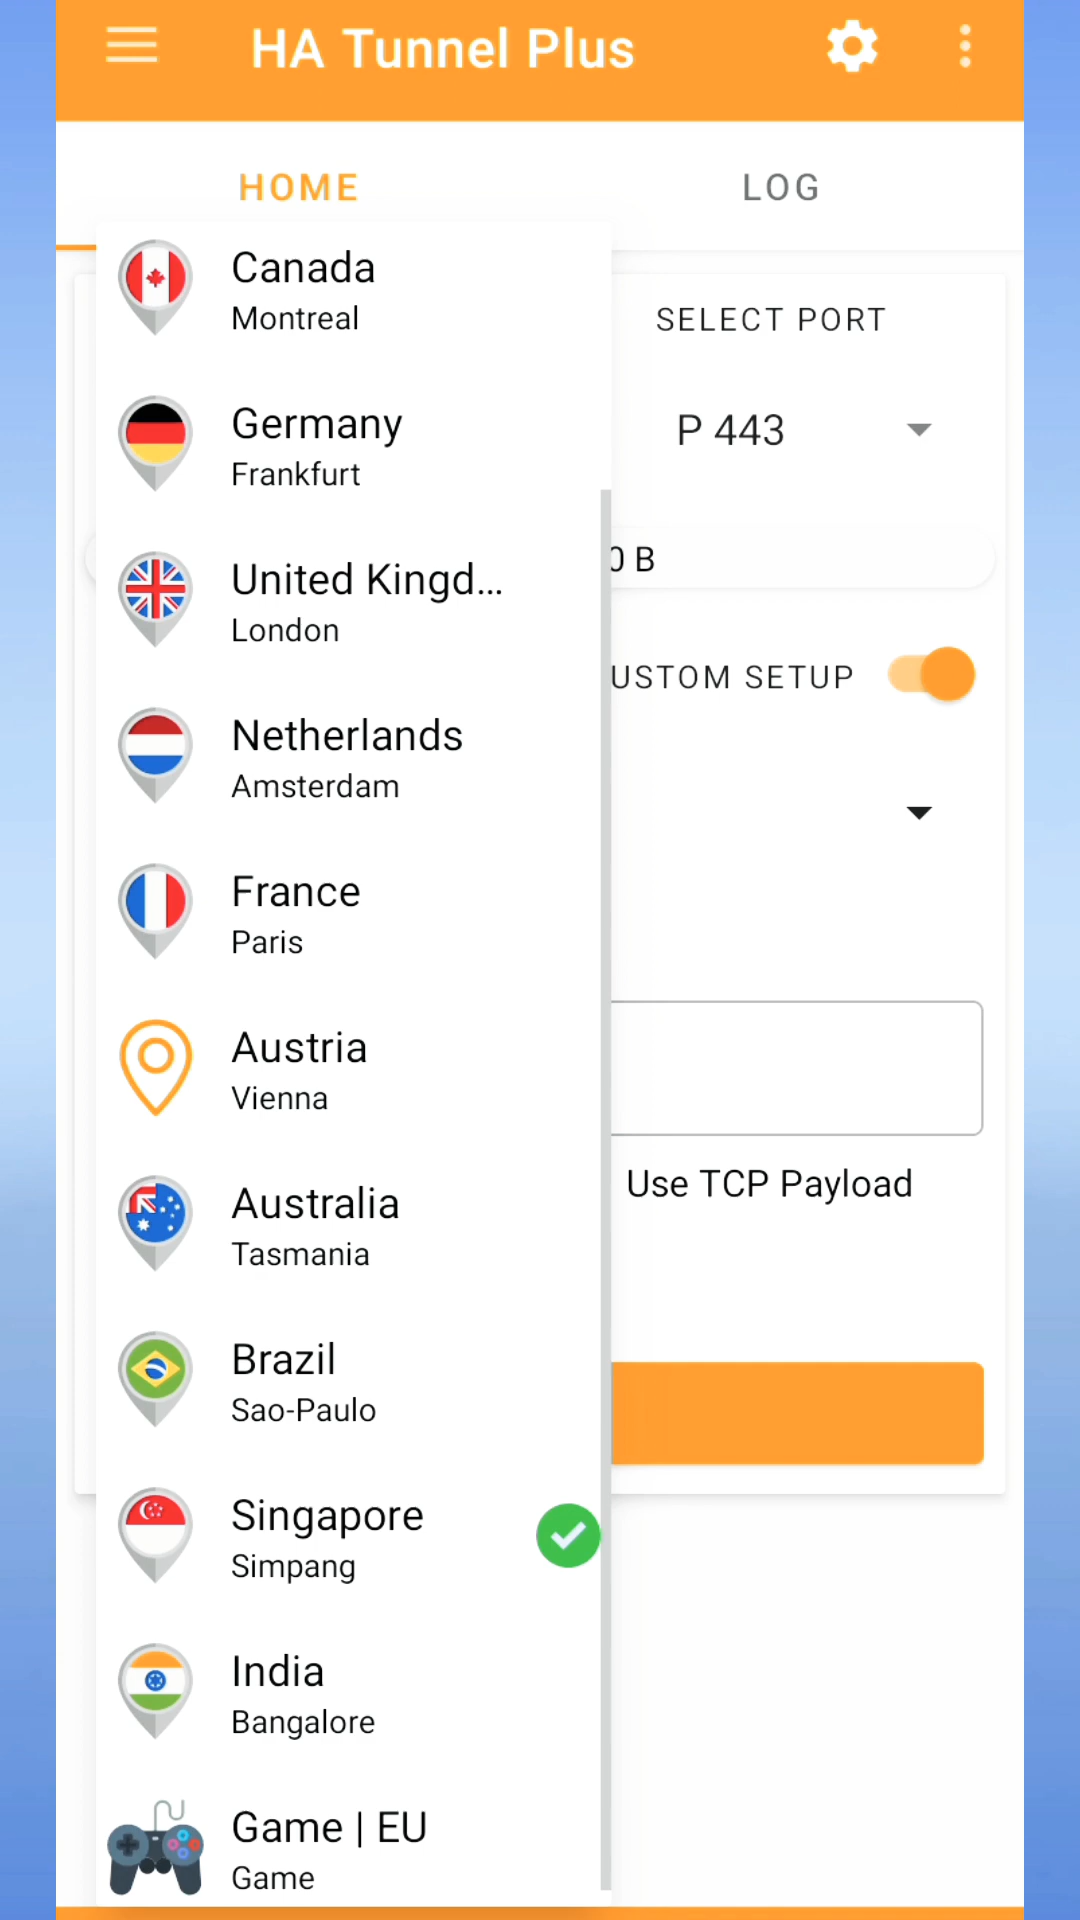 HA Tunnel Plus
HOME
LOG
Canada
Montreal
SELECT PORT
Germany
Frankfurt
P 443
0 B
United Kingd...
London
USTOM SETUP
Netherlands
Amsterdam
France
Paris
Austria
Vienna
Use TCP Payload
Australia
Tasmania
Brazil
Sao-Paulo
Singapore
Simpang
India
Bangalore
Game | EU
Game